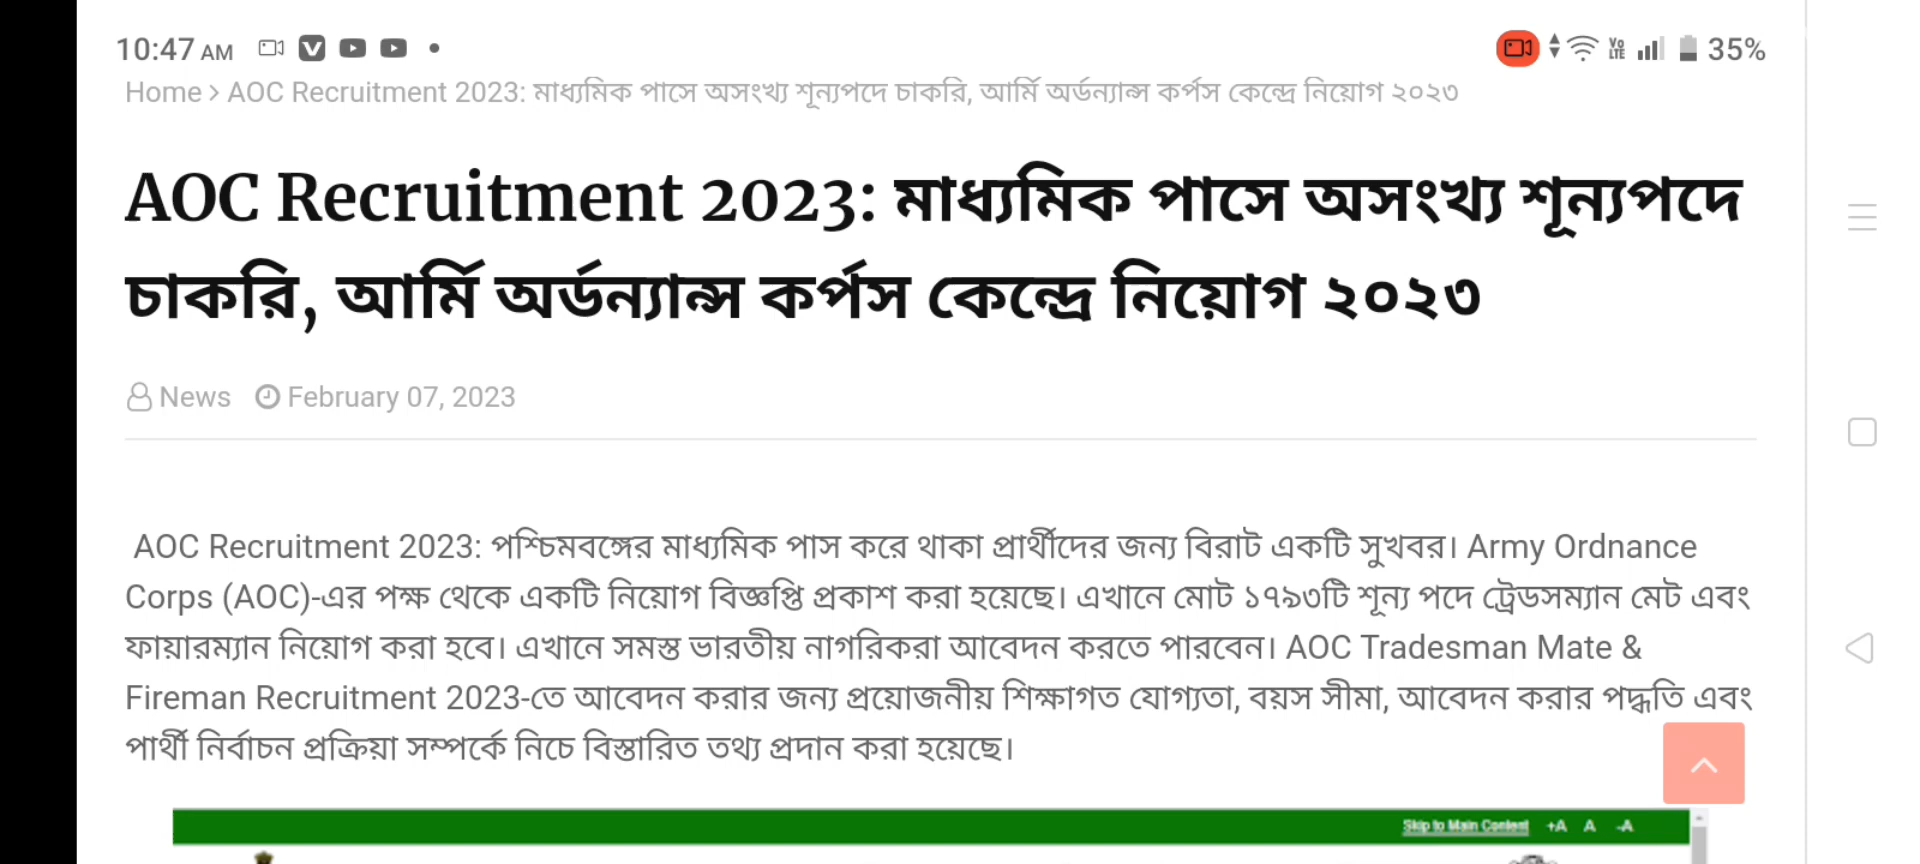 10:47 AM 35%
Home > AOC Recruitment 2023: মাধ্যমিক পাসে অসংখ্য শূন্যপদে চাকরি, আর্মি অর্ডন্যান্স কর্পস কেন্দ্রে নিয়োগ ২০২৩
AOC Recruitment 2023: মাধ্যমিক পাসে অসংখ্য শূন্যপদে
চাকরি, আর্মি অর্ডন্যান্স কর্পস কেন্দ্রে নিয়োগ ২০২৩
News February 07, 2023
AOC Recruitment 2023: পশ্চিমবঙ্গের মাধ্যমিক পাস করে থাকা প্রার্থীদের জন্য বিরাট একটি সুখবর। Army Ordnance
Corps (AOC)-এর পক্ষ থেকে একটি নিয়োগ বিজ্ঞপ্তি প্রকাশ করা হয়েছে। এখানে মোট ১৭৯৩টি শূন্য পদে ট্রেডসম্যান মেট এবং
ফায়ারম্যান নিয়োগ করা হবে। এখানে সমস্ত ভারতীয় নাগরিকরা আবেদন করতে পারবেন। AOC Tradesman Mate &
Fireman Recruitment 2023-তে আবেদন করার জন্য প্রয়োজনীয় শিক্ষাগত যোগ্যতা, বয়স সীমা, আবেদন করার পদ্ধতি এবং
পার্থী নির্বাচন প্রক্রিয়া সম্পর্কে নিচে বিস্তারিত তথ্য প্রদান করা হয়েছে।
Skip to Main Content +A A -A